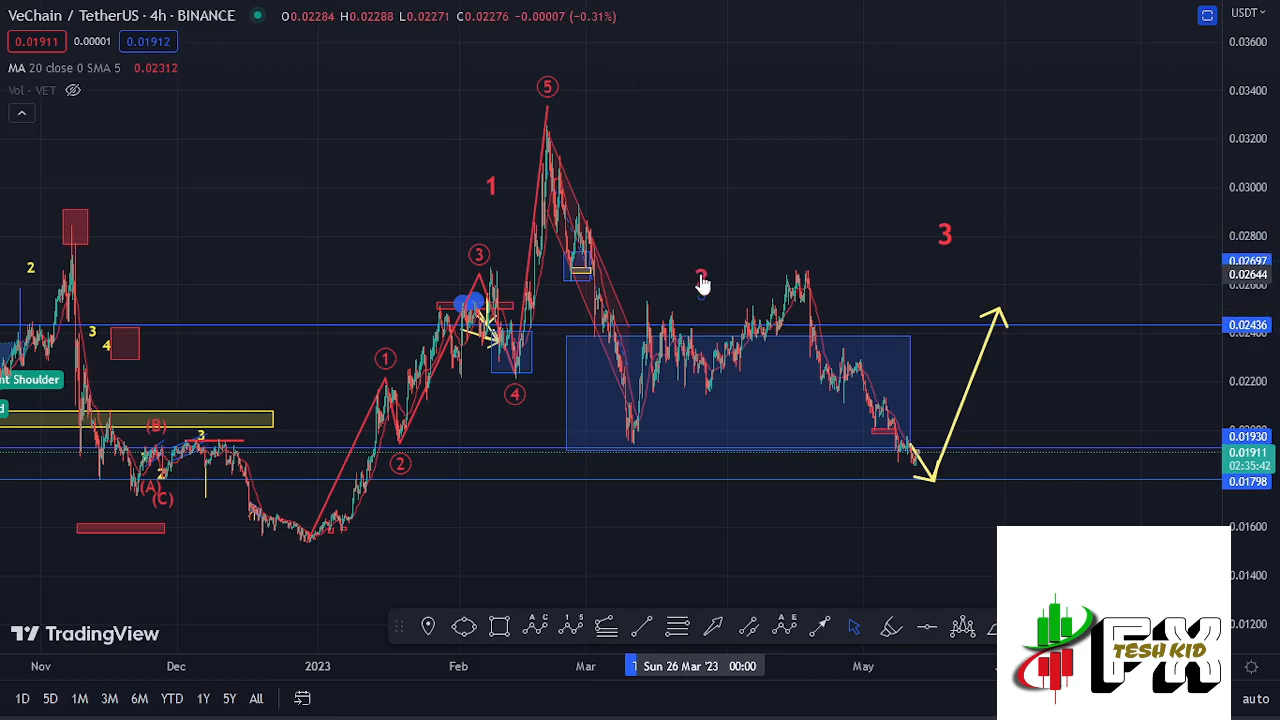 VeChain / TetherUS · 4h · BINANCE
O0.02284 H0.02288 L0.02271 C0.02276 -0.00007 (-0.31%)
USDT
0.01911 0.00001 0.01912
MA 20 close 0 SMA 5 0.02312
Vol · VET
0.03600
0.03400
0.03200
0.03000
0.02800
0.02697
0.02644
0.02436
0.02200
0.01930
0.01911
02:35:42
0.01798
0.01600
0.01400
0.01200
5
1
3
3
1
4
2
2
3
4
nt Shoulder
d
(B)
3
2
(A)
(C)
TradingView
Nov Dec 2023 Feb Mar Sun 26 Mar '23 00:00 May
1D 5D 1M 3M 6M YTD 1Y 5Y All
auto
FX
TESH KID